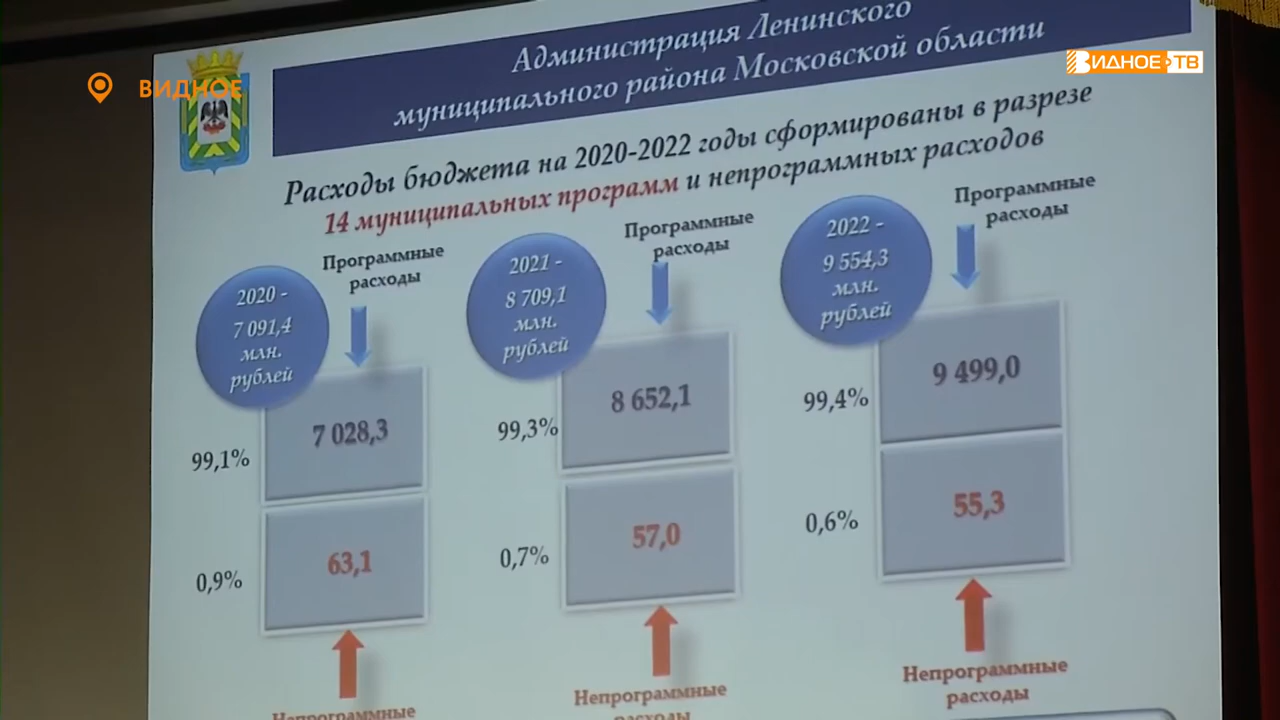 ВИДНОЕ
ВИДНОЕ ТВ
Администрация Ленинского
муниципального района Московской области
Расходы бюджета на 2020-2022 годы сформированы в разрезе
14 муниципальных программ и непрограммных расходов
2020 -
7 091,4
млн.
рублей
Программные
расходы
7 028,3
99,1%
63,1
0,9%
Непрограммные
2021 -
8 709,1
млн.
рублей
Программные
расходы
8 652,1
99,3%
57,0
0,7%
Непрограммные
расходы
2022 -
9 554,3
млн.
рублей
Программные
расходы
9 499,0
99,4%
55,3
0,6%
Непрограммные
расходы